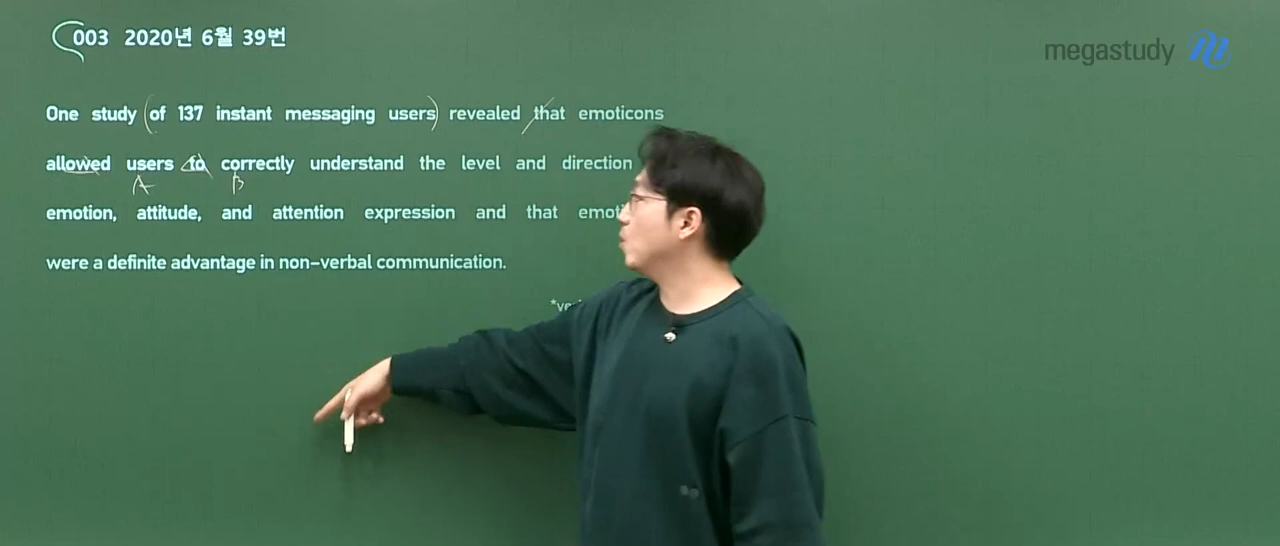 003 2020년 6월 39번
megastudy
One study of 137 instant messaging users revealed that emoticons
allowed users to correctly understand the level and direction
A B
emotion, attitude, and attention expression and that
were a definite advantage in non-verbal communication.